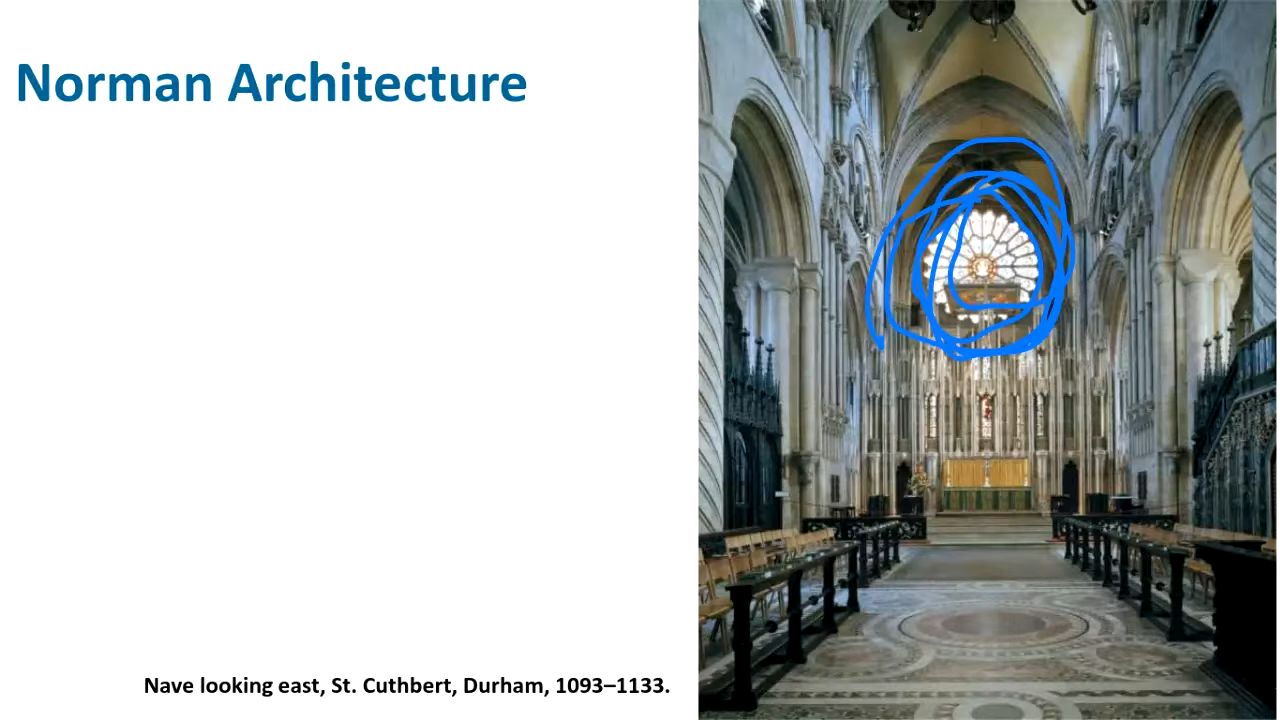 Norman Architecture
Nave looking east, St. Cuthbert, Durham, 1093–1133.